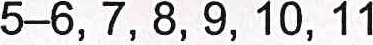 5–6, 7, 8, 9, 10, 11